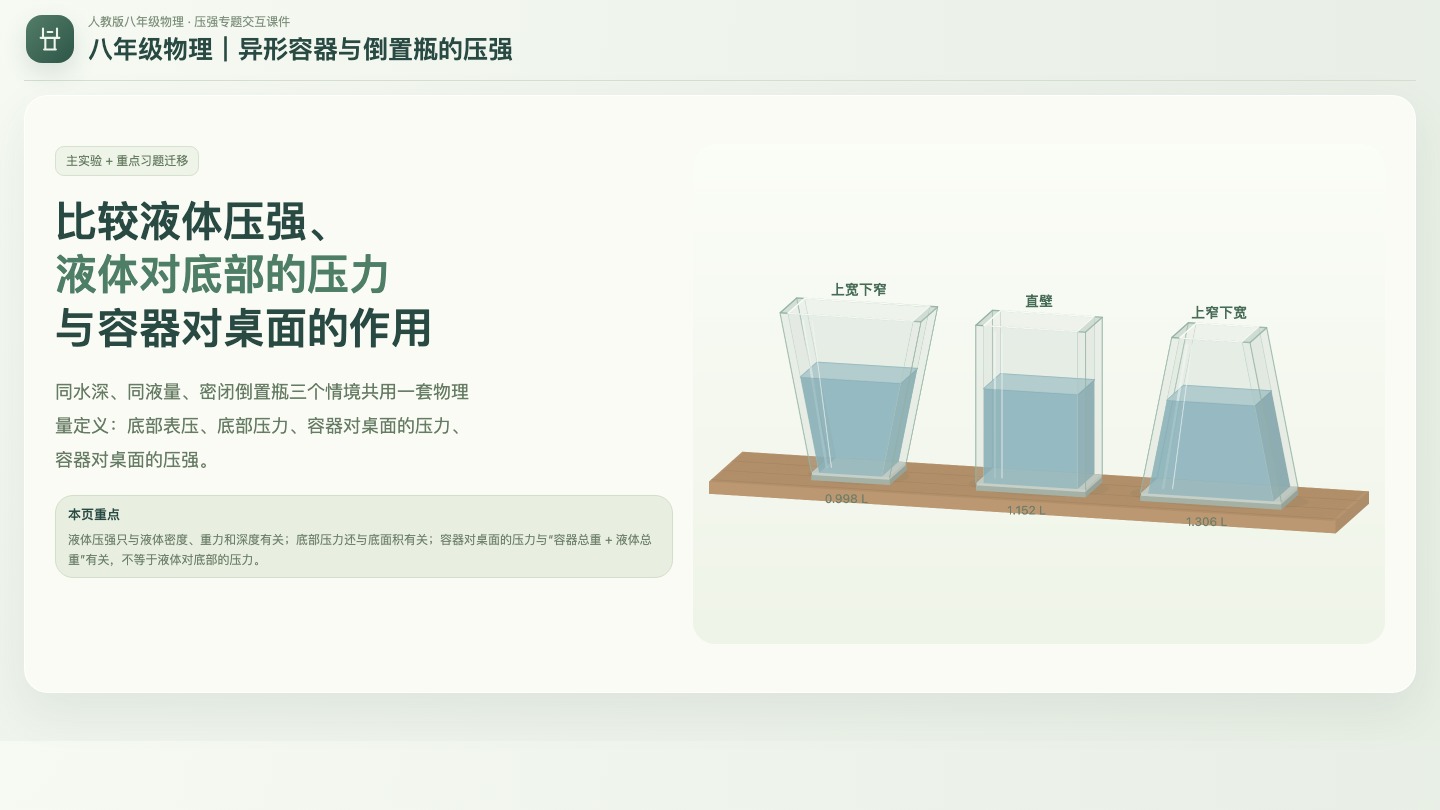 人教版八年级物理 · 压强专题交互课件
八年级物理｜异形容器与倒置瓶的压强
主实验 + 重点习题迁移
比较液体压强、
液体对底部的压力
与容器对桌面的作用
同水深、同液量、密闭倒置瓶三个情境共用一套物理
量定义：底部表压、底部压力、容器对桌面的压力、
容器对桌面的压强。
本页重点
液体压强只与液体密度、重力和深度有关；底部压力还与底面积有关；容器对桌面的压力与“容器总重 + 液体总
重”有关，不等于液体对底部的压力。
上宽下窄
直壁
上窄下宽
0.998 L
1.152 L
1.306 L